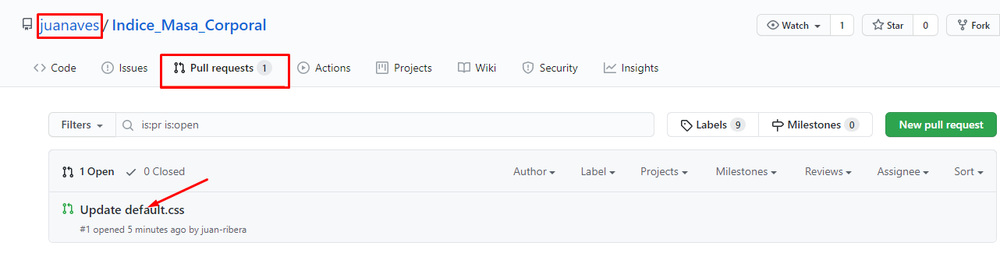 juanaves / Indice_Masa_Corporal Watch 1 Star 0 Fork
Code Issues Pull requests 1 Actions Projects Wiki Security Insights
Filters is:pr is:open Labels 9 Milestones 0 New pull request
1 Open 0 Closed Author Label Projects Milestones Reviews Assignee Sort
Update default.css
#1 opened 5 minutes ago by juan-ribera